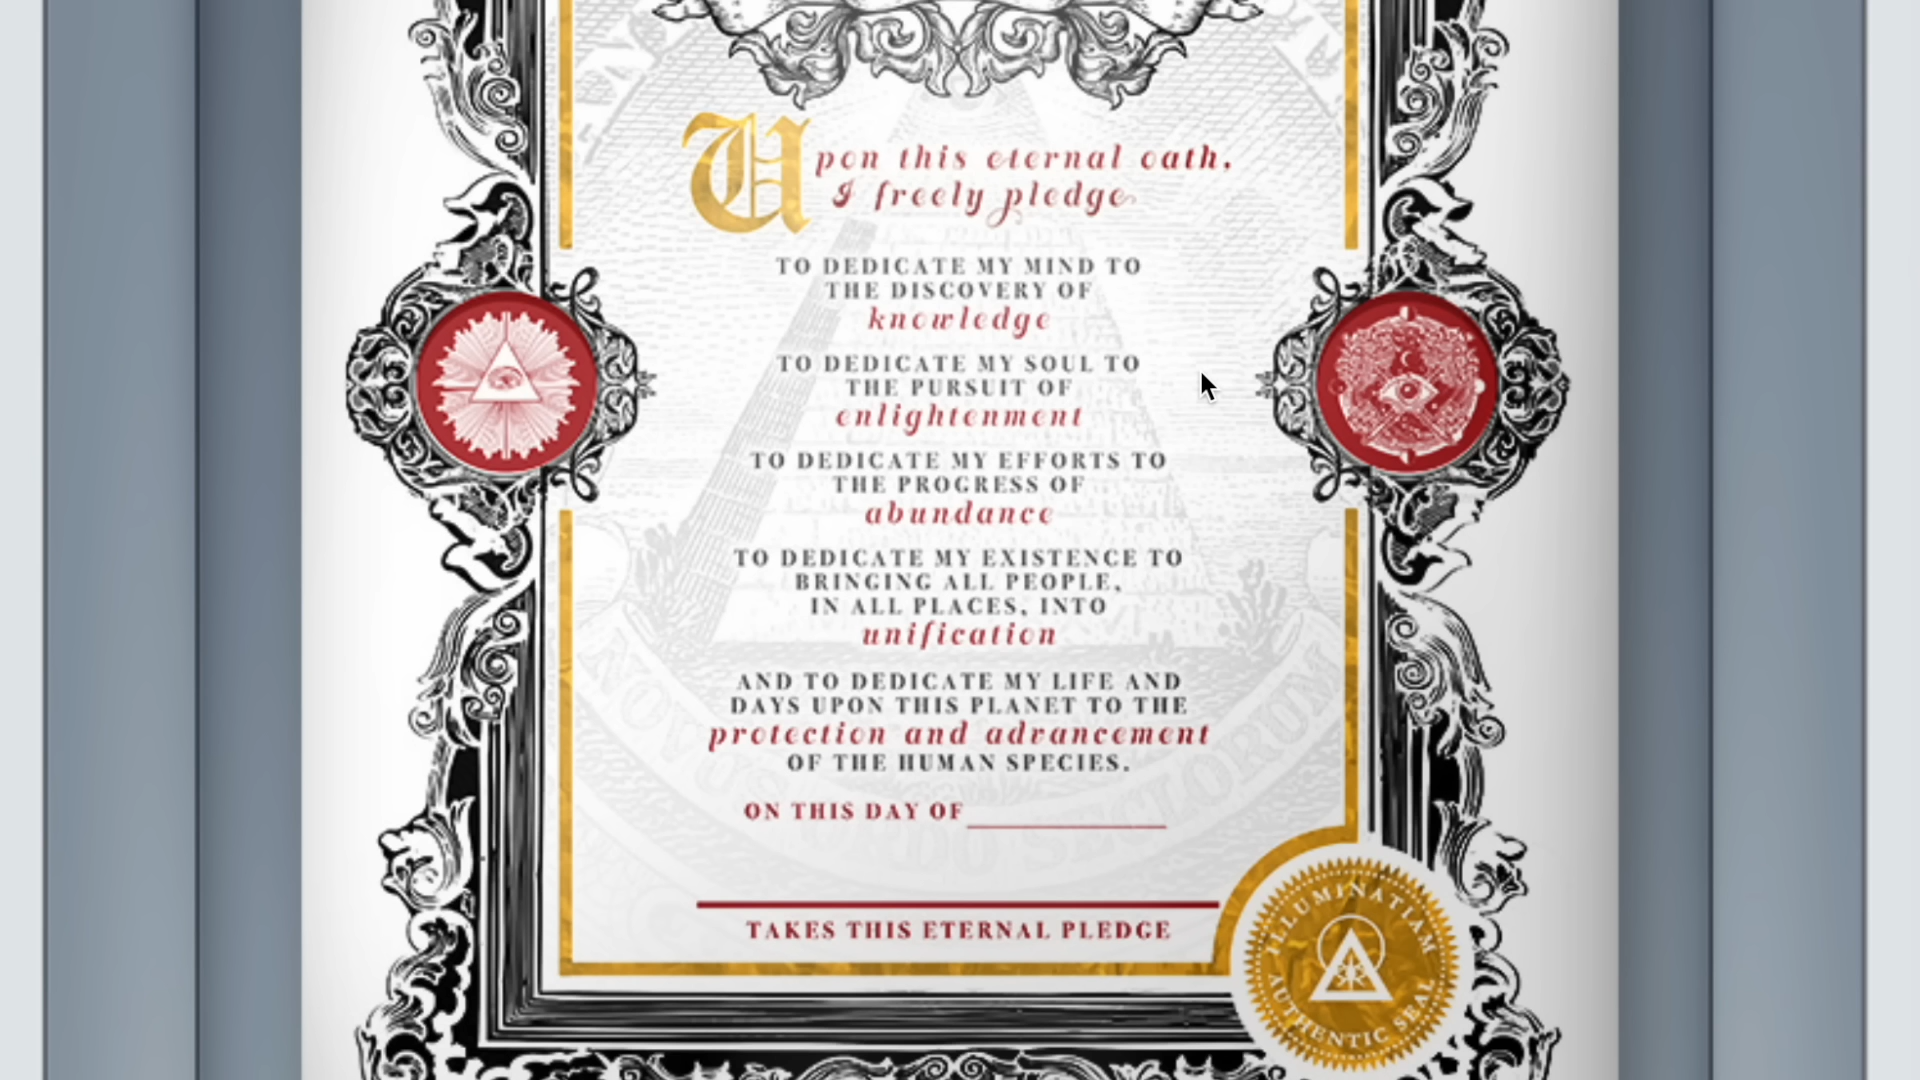 Upon this eternal oath,
I freely pledge
TO DEDICATE MY MIND TO
THE DISCOVERY OF
knowledge
TO DEDICATE MY SOUL TO
THE PURSUIT OF
enlightenment
TO DEDICATE MY EFFORTS TO
THE PROGRESS OF
abundance
TO DEDICATE MY EXISTENCE TO
BRINGING ALL PEOPLE,
IN ALL PLACES, INTO
unification
AND TO DEDICATE MY LIFE AND
DAYS UPON THIS PLANET TO THE
protection and advancement
OF THE HUMAN SPECIES.
ON THIS DAY OF
TAKES THIS ETERNAL PLEDGE
ILLUMINATIAM
AUTHENTIC SEAL
NOVUS ORDO SECLORUM